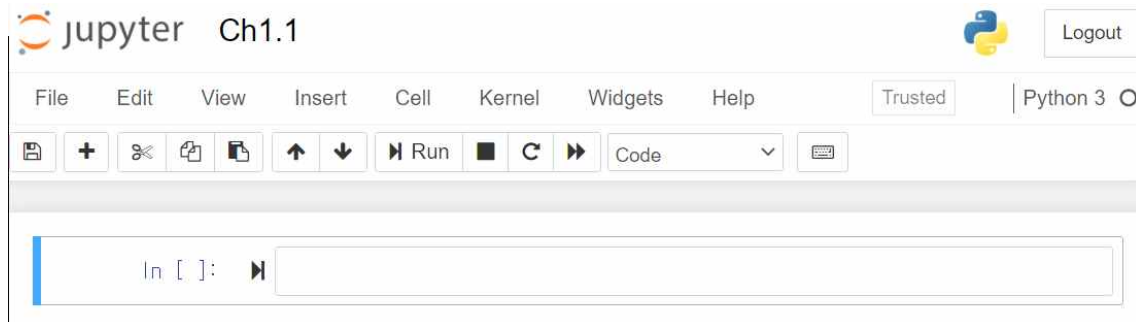 jupyter Ch1.1 Logout
File Edit View Insert Cell Kernel Widgets Help Trusted Python 3
Run Code
In [ ]: